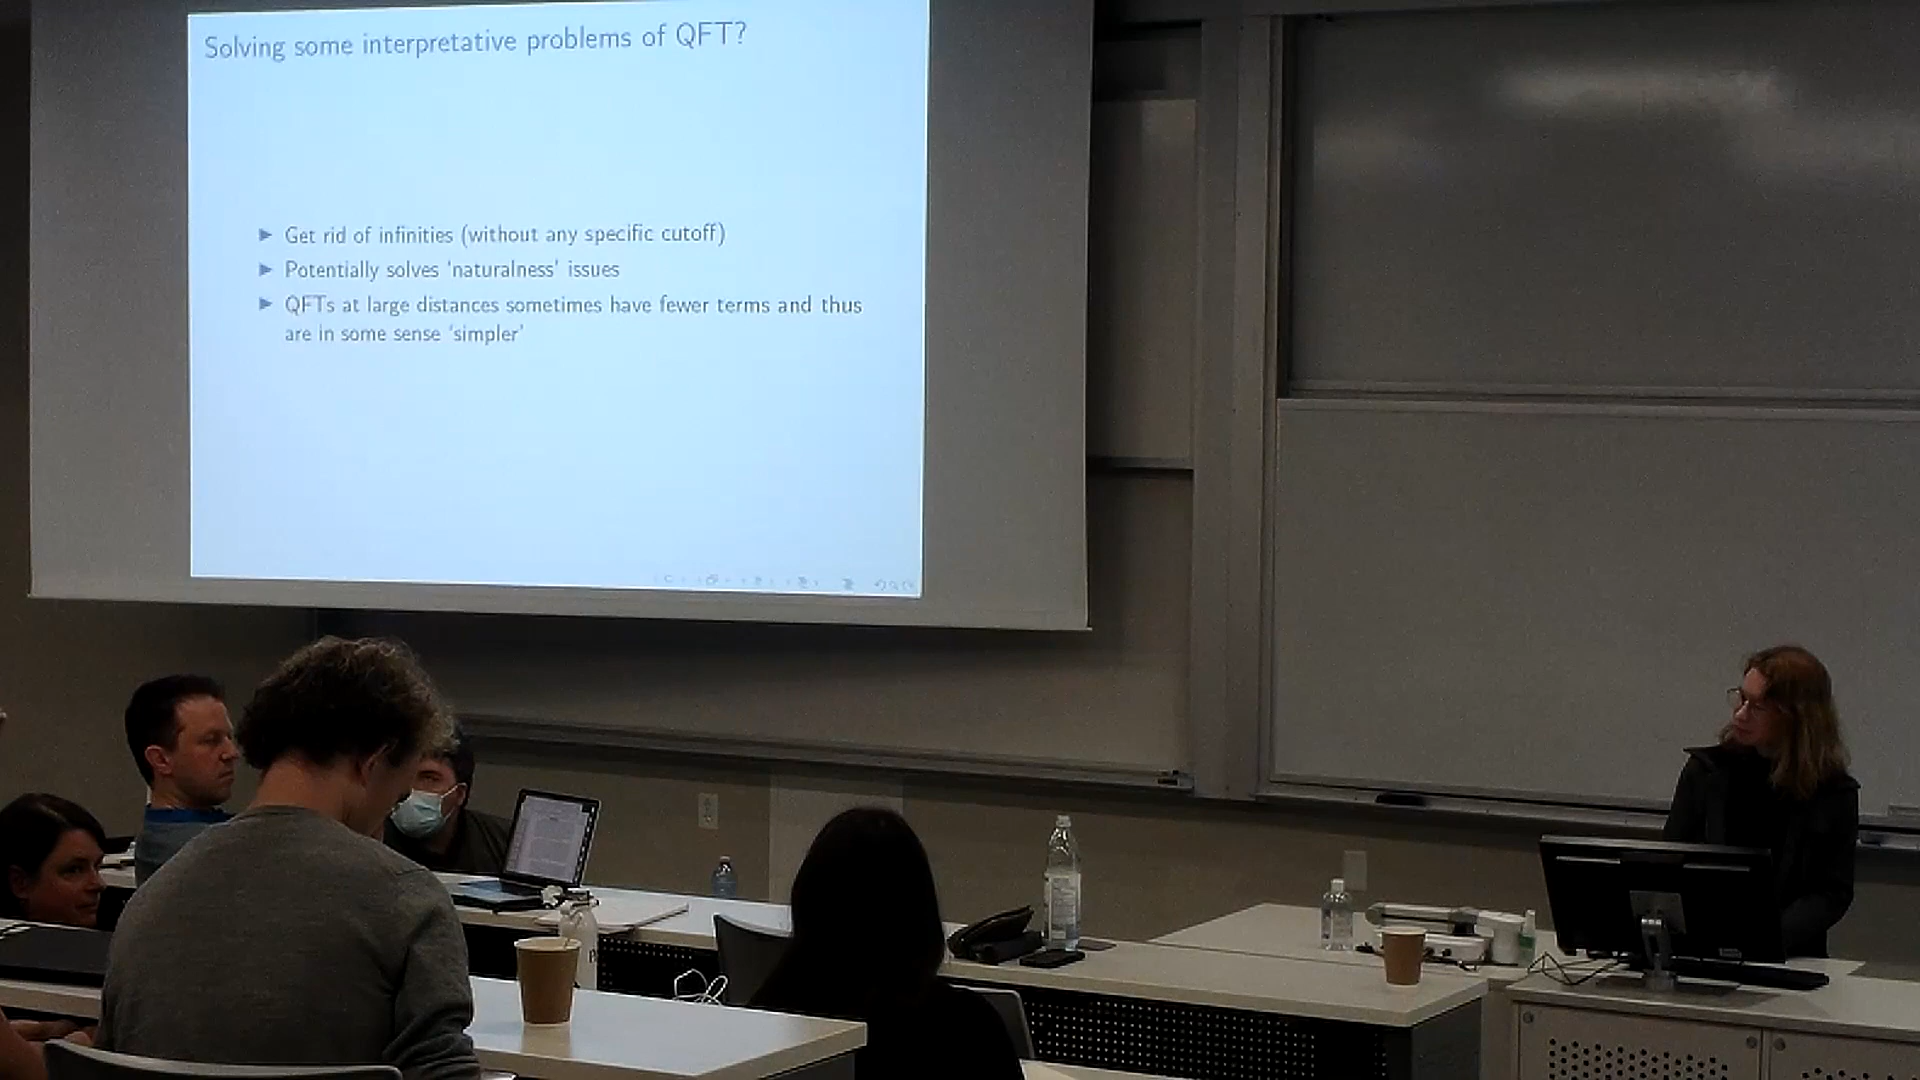 Solving some interpretative problems of QFT?
Get rid of infinities (without any specific cutoff)
Potentially solves 'naturalness' issues
QFTs at large distances sometimes have fewer terms and thus
are in some sense 'simpler'